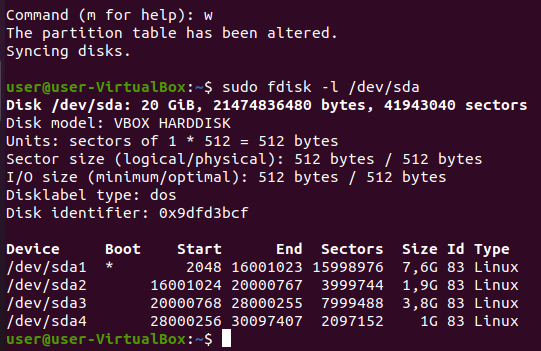 Command (m for help): w
The partition table has been altered.
Syncing disks.
user@user-VirtualBox:~$ sudo fdisk -l /dev/sda
Disk /dev/sda: 20 GiB, 21474836480 bytes, 41943040 sectors
Disk model: VBOX HARDDISK
Units: sectors of 1 * 512 = 512 bytes
Sector size (logical/physical): 512 bytes / 512 bytes
I/O size (minimum/optimal): 512 bytes / 512 bytes
Disklabel type: dos
Disk identifier: 0x9dfd3bcf
Device     Boot    Start      End  Sectors  Size Id Type
/dev/sda1  *        2048 16001023 15998976  7,6G 83 Linux
/dev/sda2       16001024 20000767  3999744  1,9G 83 Linux
/dev/sda3       20000768 28000255  7999488  3,8G 83 Linux
/dev/sda4       28000256 30097407  2097152    1G 83 Linux
user@user-VirtualBox:~$